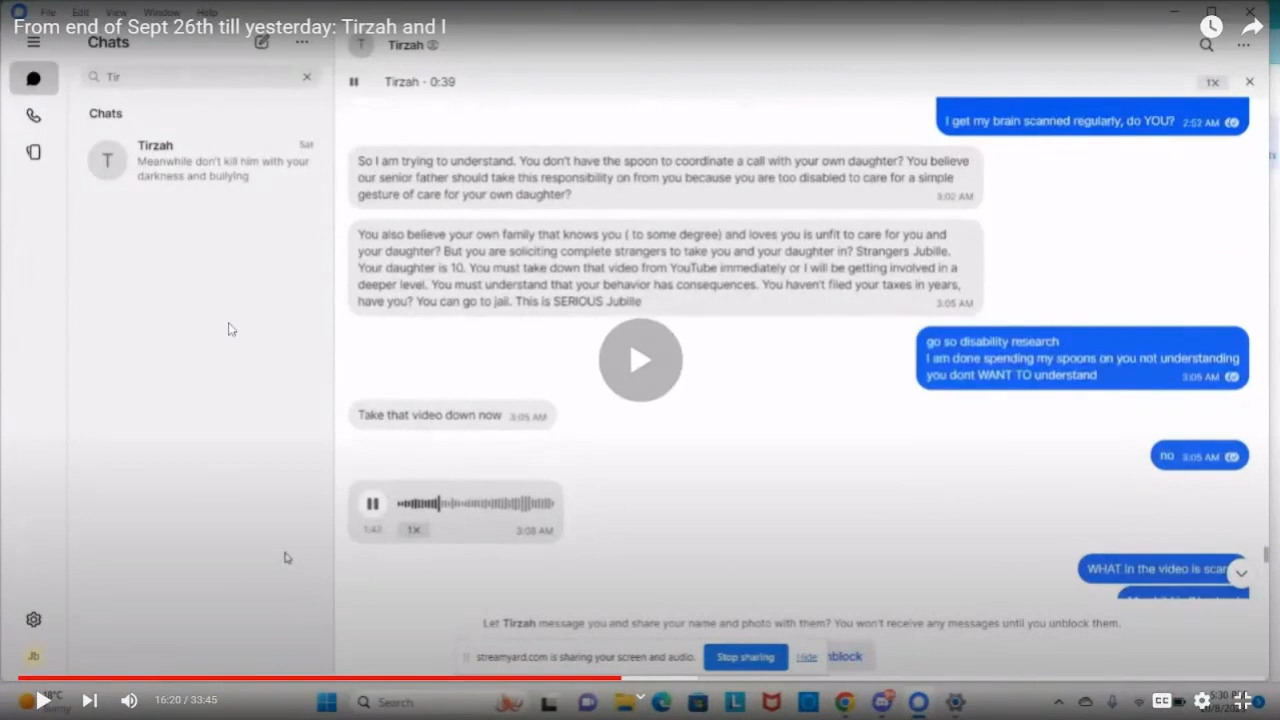 File Edit View Window Help
From end of Sept 26th till yesterday: Tirzah and I
Chats
Tirzah
Tir
Tirzah · 0:39
1X
Chats
Tirzah
Sat
Meanwhile don't kill him with your
darkness and bullying
I get my brain scanned regularly, do YOU? 2:52 AM
So I am trying to understand. You don't have the spoon to coordinate a call with your own daughter? You believe
our senior father should take this responsibility on from you because you are too disabled to care for a simple
gesture of care for your own daughter?
3:02 AM
You also believe your own family that knows you ( to some degree) and loves you is unfit to care for you and
your daughter? But you are soliciting complete strangers to take you and your daughter in? Strangers Jubille.
Your daughter is 10. You must take down that video from YouTube immediately or I will be getting involved in a
deeper level. You must understand that your behavior has consequences. You haven't filed your taxes in years,
have you? You can go to jail. This is SERIOUS Jubille
3:05 AM
go so disability research
I am done spending my spoons on you not understanding
you dont WANT TO understand 3:05 AM
Take that video down now 3:05 AM
no 3:05 AM
1X
3:08 AM
WHAT in the video is scar
Let Tirzah message you and share your name and photo with them? You won't receive any messages until you unblock them.
streamyard.com is sharing your screen and audio.
Stop sharing
Hide
nblock
Jb
16:20 / 33:45
Search
CC